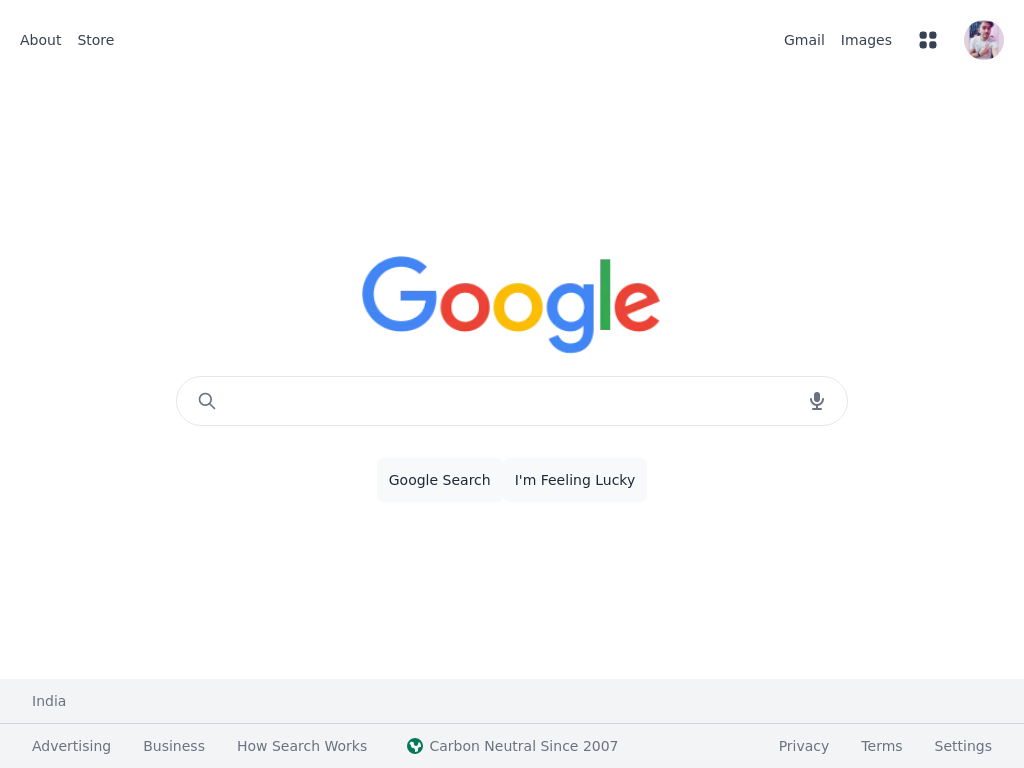 About Store Gmail Images
Google
Google Search I'm Feeling Lucky
India
Advertising Business How Search Works Carbon Neutral Since 2007 Privacy Terms Settings